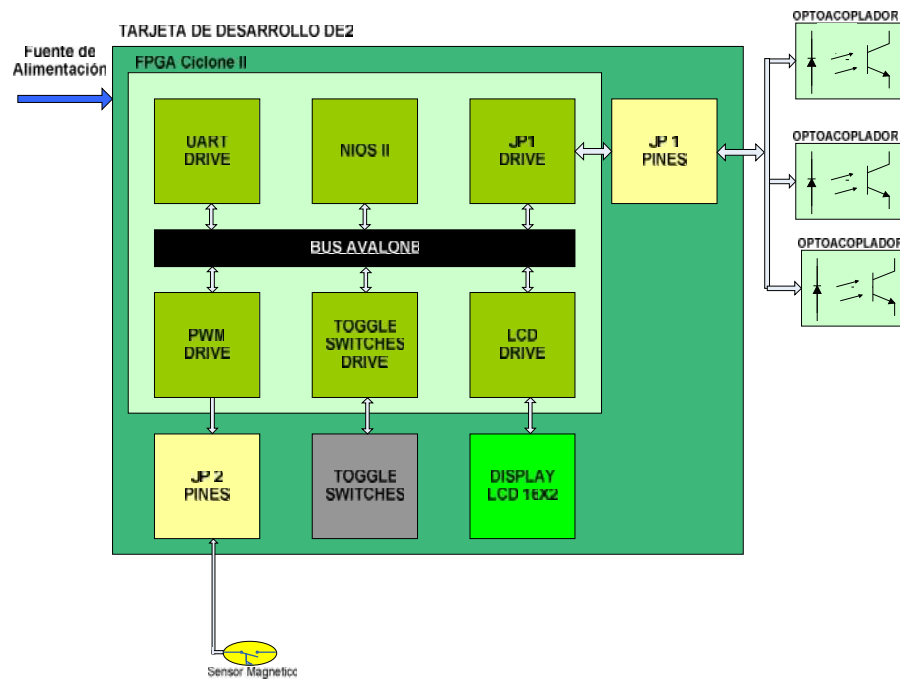 TARJETA DE DESARROLLO DE2
OPTOACOPLADOR
Fuente de
Alimentación
FPGA Ciclone II
UART
DRIVE
NIOS II
JP1
DRIVE
JP 1
PINES
OPTOACOPLADOR
BUS AVALONB
OPTOACOPLADOR
PWM
DRIVE
TOGGLE
SWITCHES
DRIVE
LCD
DRIVE
JP 2
PINES
TOGGLE
SWITCHES
DISPLAY
LCD 16X2
Sensor Magnetico